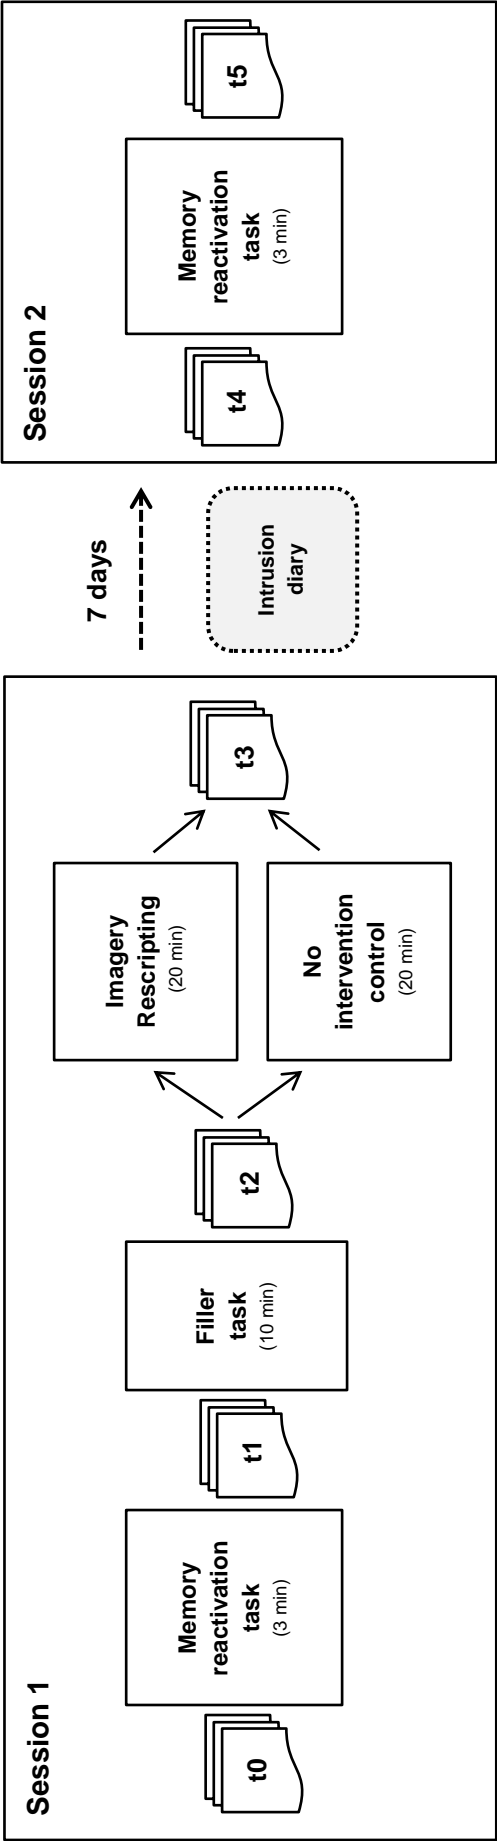 Session 1
t0
Memory
reactivation
task
(3 min)
t1
Filler
task
(10 min)
t2
Imagery
Rescripting
(20 min)
No
intervention
control
(20 min)
t3
7 days
Intrusion
diary
Session 2
t4
Memory
reactivation
task
(3 min)
t5